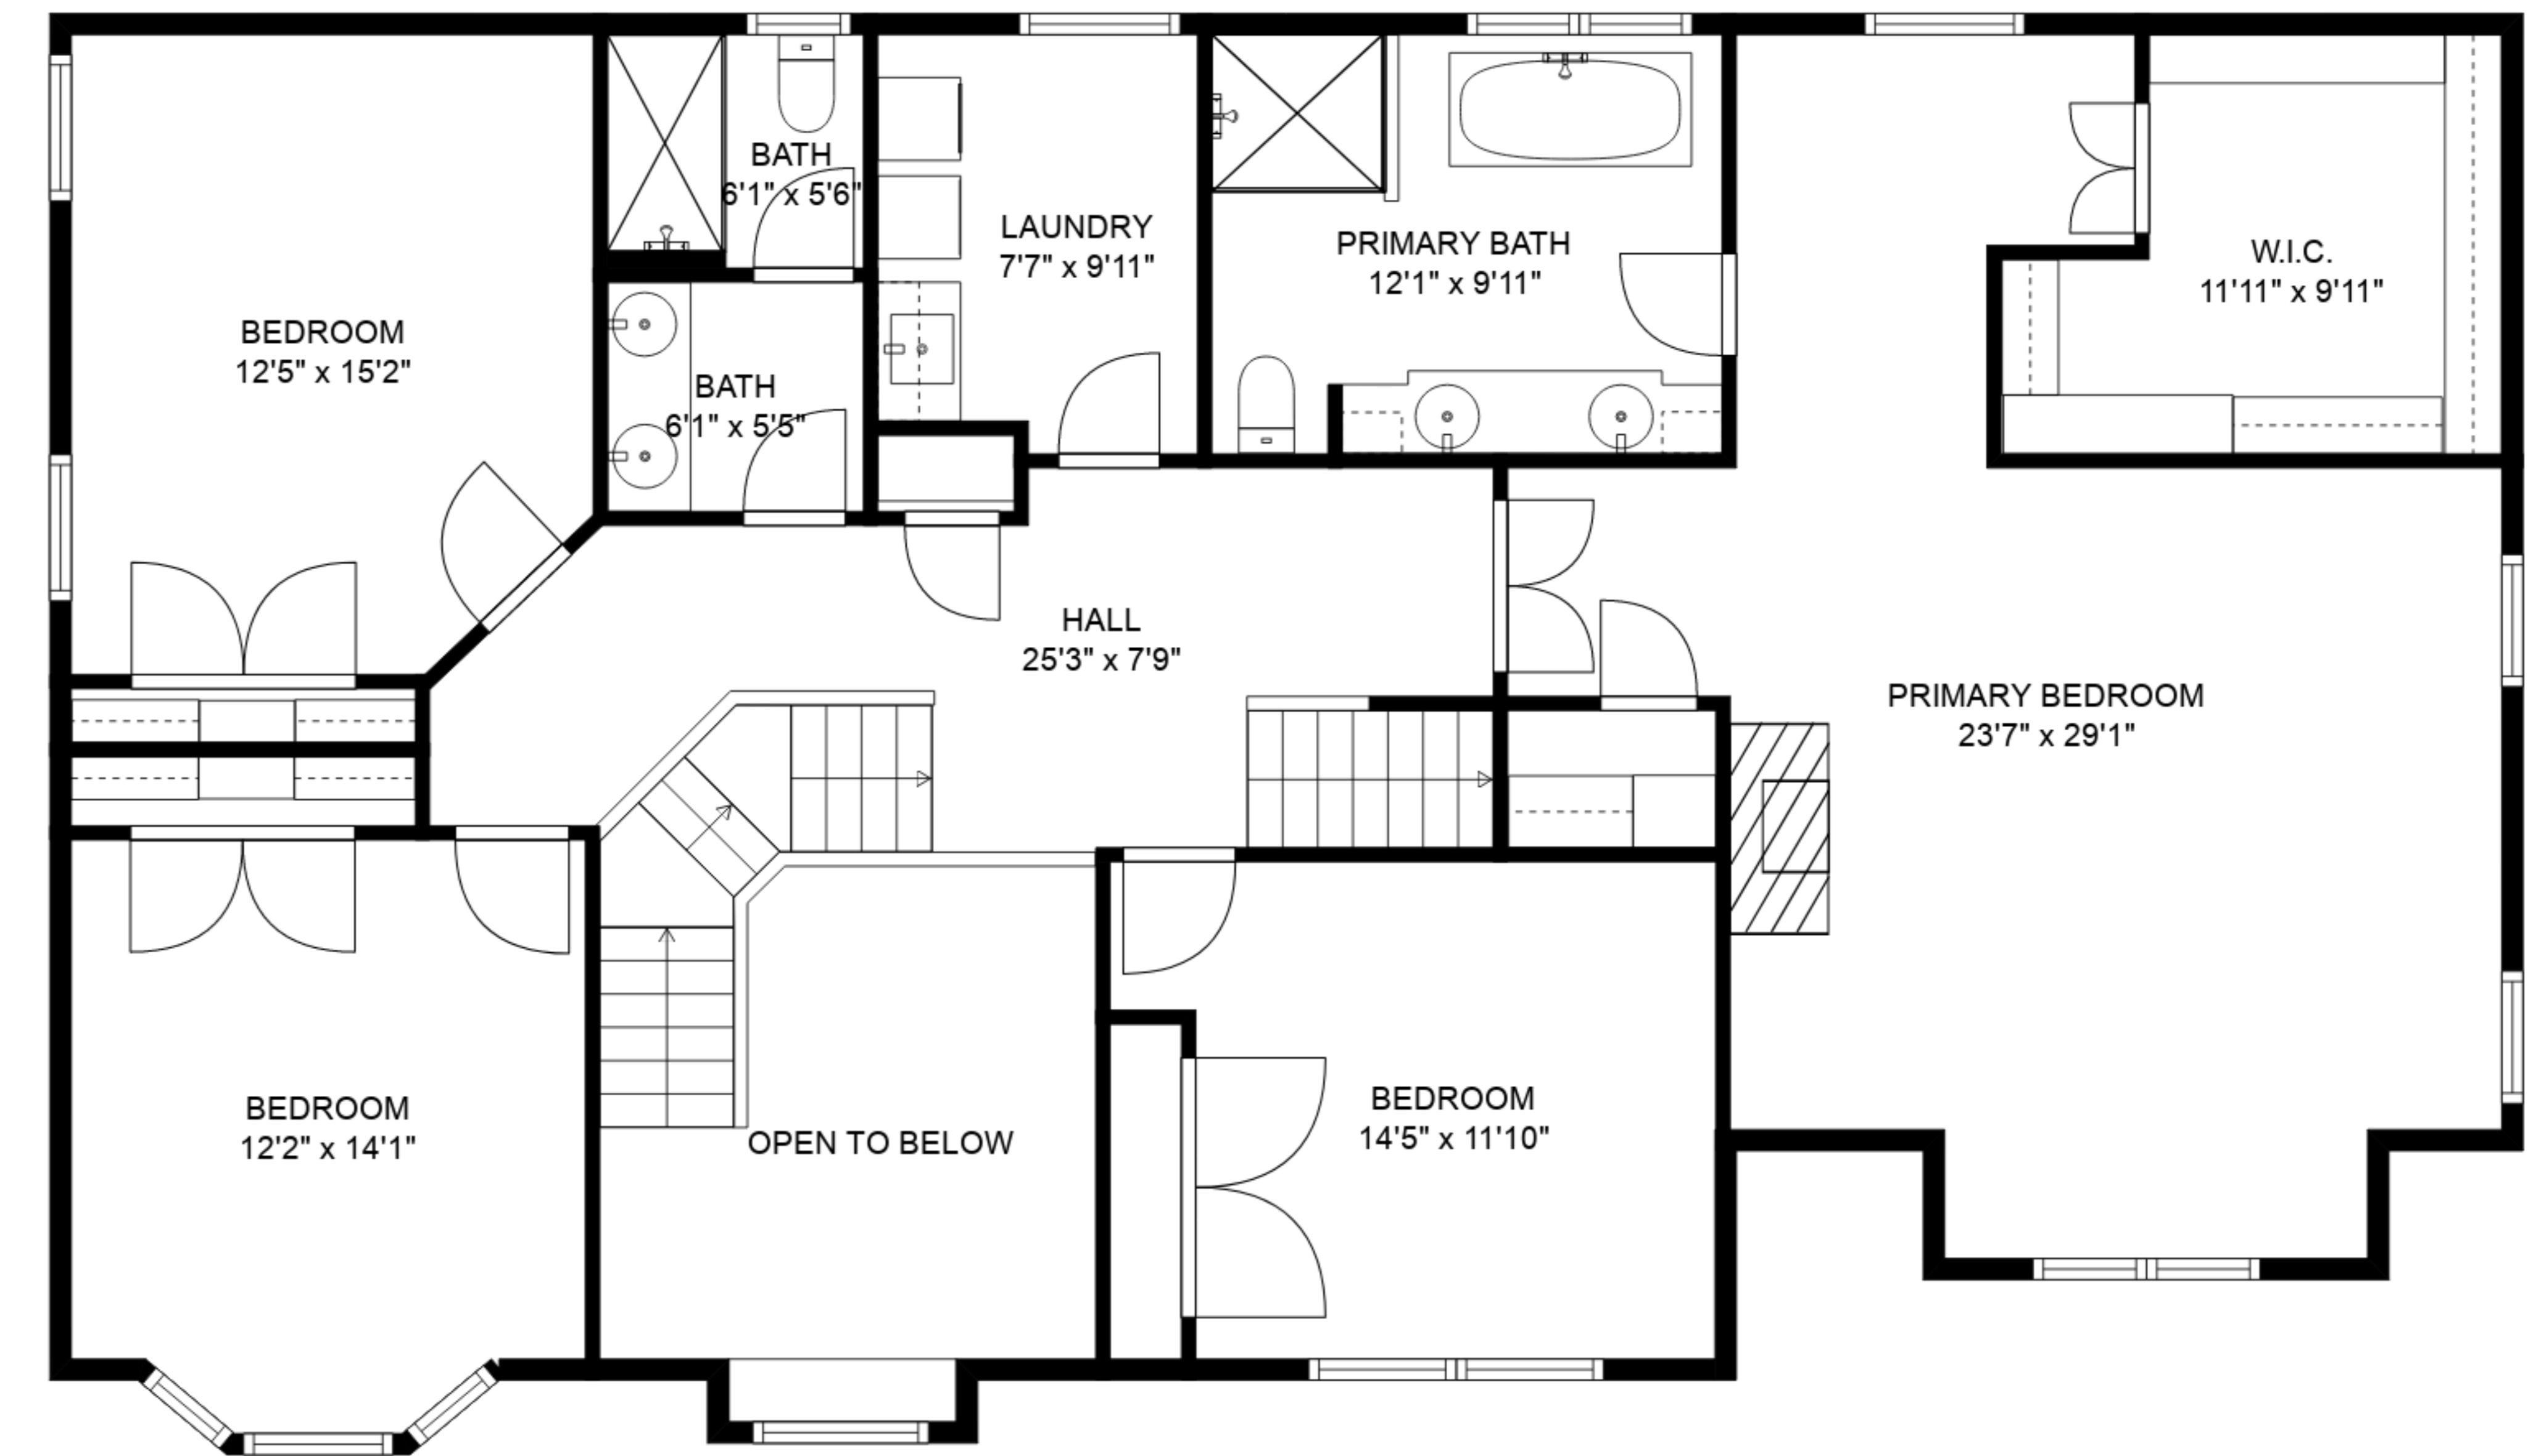 BATH
6'1" x 5'6"
LAUNDRY
7'7" x 9'11"
PRIMARY BATH
12'1" x 9'11"
W.I.C.
11'11" x 9'11"
BEDROOM
12'5" x 15'2"
BATH
6'1" x 5'5"
HALL
25'3" x 7'9"
PRIMARY BEDROOM
23'7" x 29'1"
BEDROOM
12'2" x 14'1"
OPEN TO BELOW
BEDROOM
14'5" x 11'10"